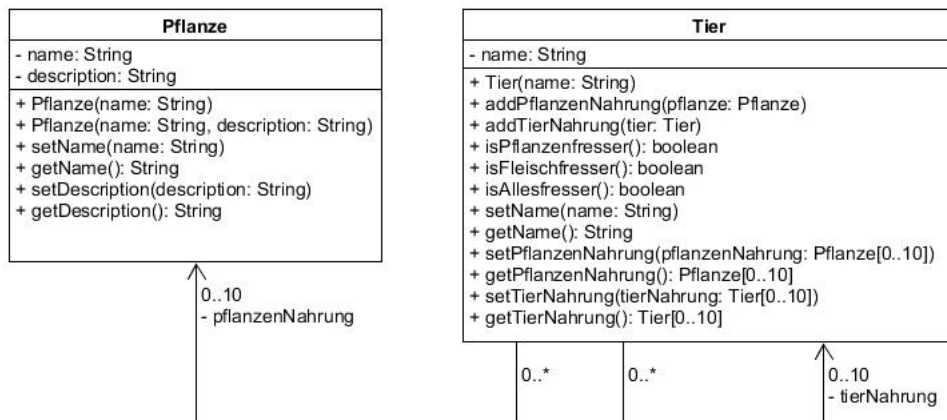 Pflanze
- name: String
- description: String
+ Pflanze(name: String)
+ Pflanze(name: String, description: String)
+ setName(name: String)
+ getName(): String
+ setDescription(description: String)
+ getDescription(): String
0..10
- pflanzenNahrung
Tier
- name: String
+ Tier(name: String)
+ addPflanzenNahrung(pflanze: Pflanze)
+ addTierNahrung(tier: Tier)
+ isPflanzenfresser(): boolean
+ isFleischfresser(): boolean
+ isAllesfresser(): boolean
+ setName(name: String)
+ getName(): String
+ setPflanzenNahrung(pflanzenNahrung: Pflanze[0..10])
+ getPflanzenNahrung(): Pflanze[0..10]
+ setTierNahrung(tierNahrung: Tier[0..10])
+ getTierNahrung(): Tier[0..10]
0..*
0..*
0..10
- tierNahrung